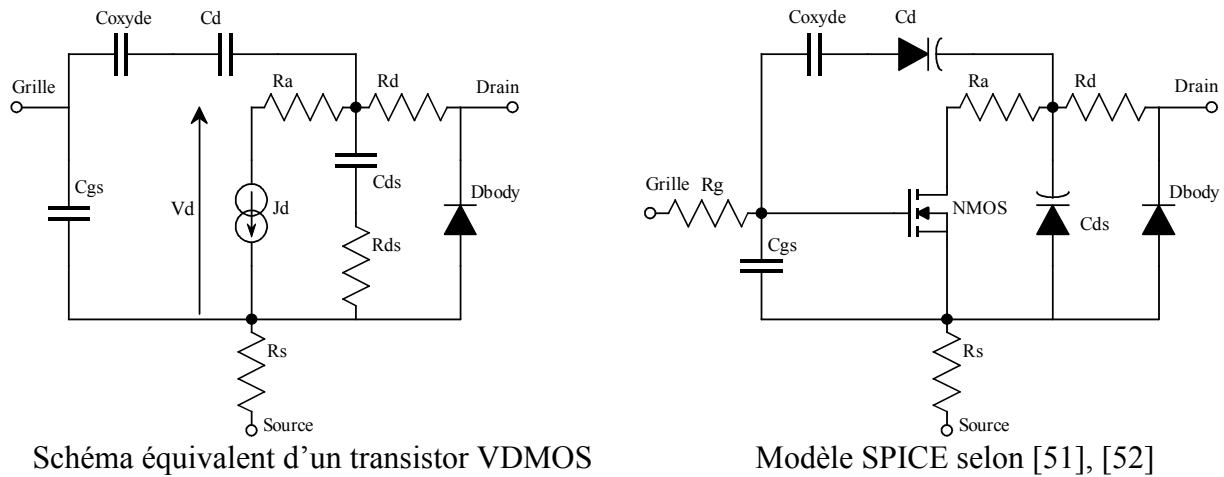 Coxyde
Cd
Grille
Ra
Rd
Drain
Cgs
Vd
Jd
Cds
Rds
Dbody
Rs
Source
Schéma équivalent d'un transistor VDMOS
Coxyde
Cd
Ra
Rd
Drain
Grille
Rg
NMOS
Cgs
Cds
Dbody
Rs
Source
Modèle SPICE selon [51], [52]